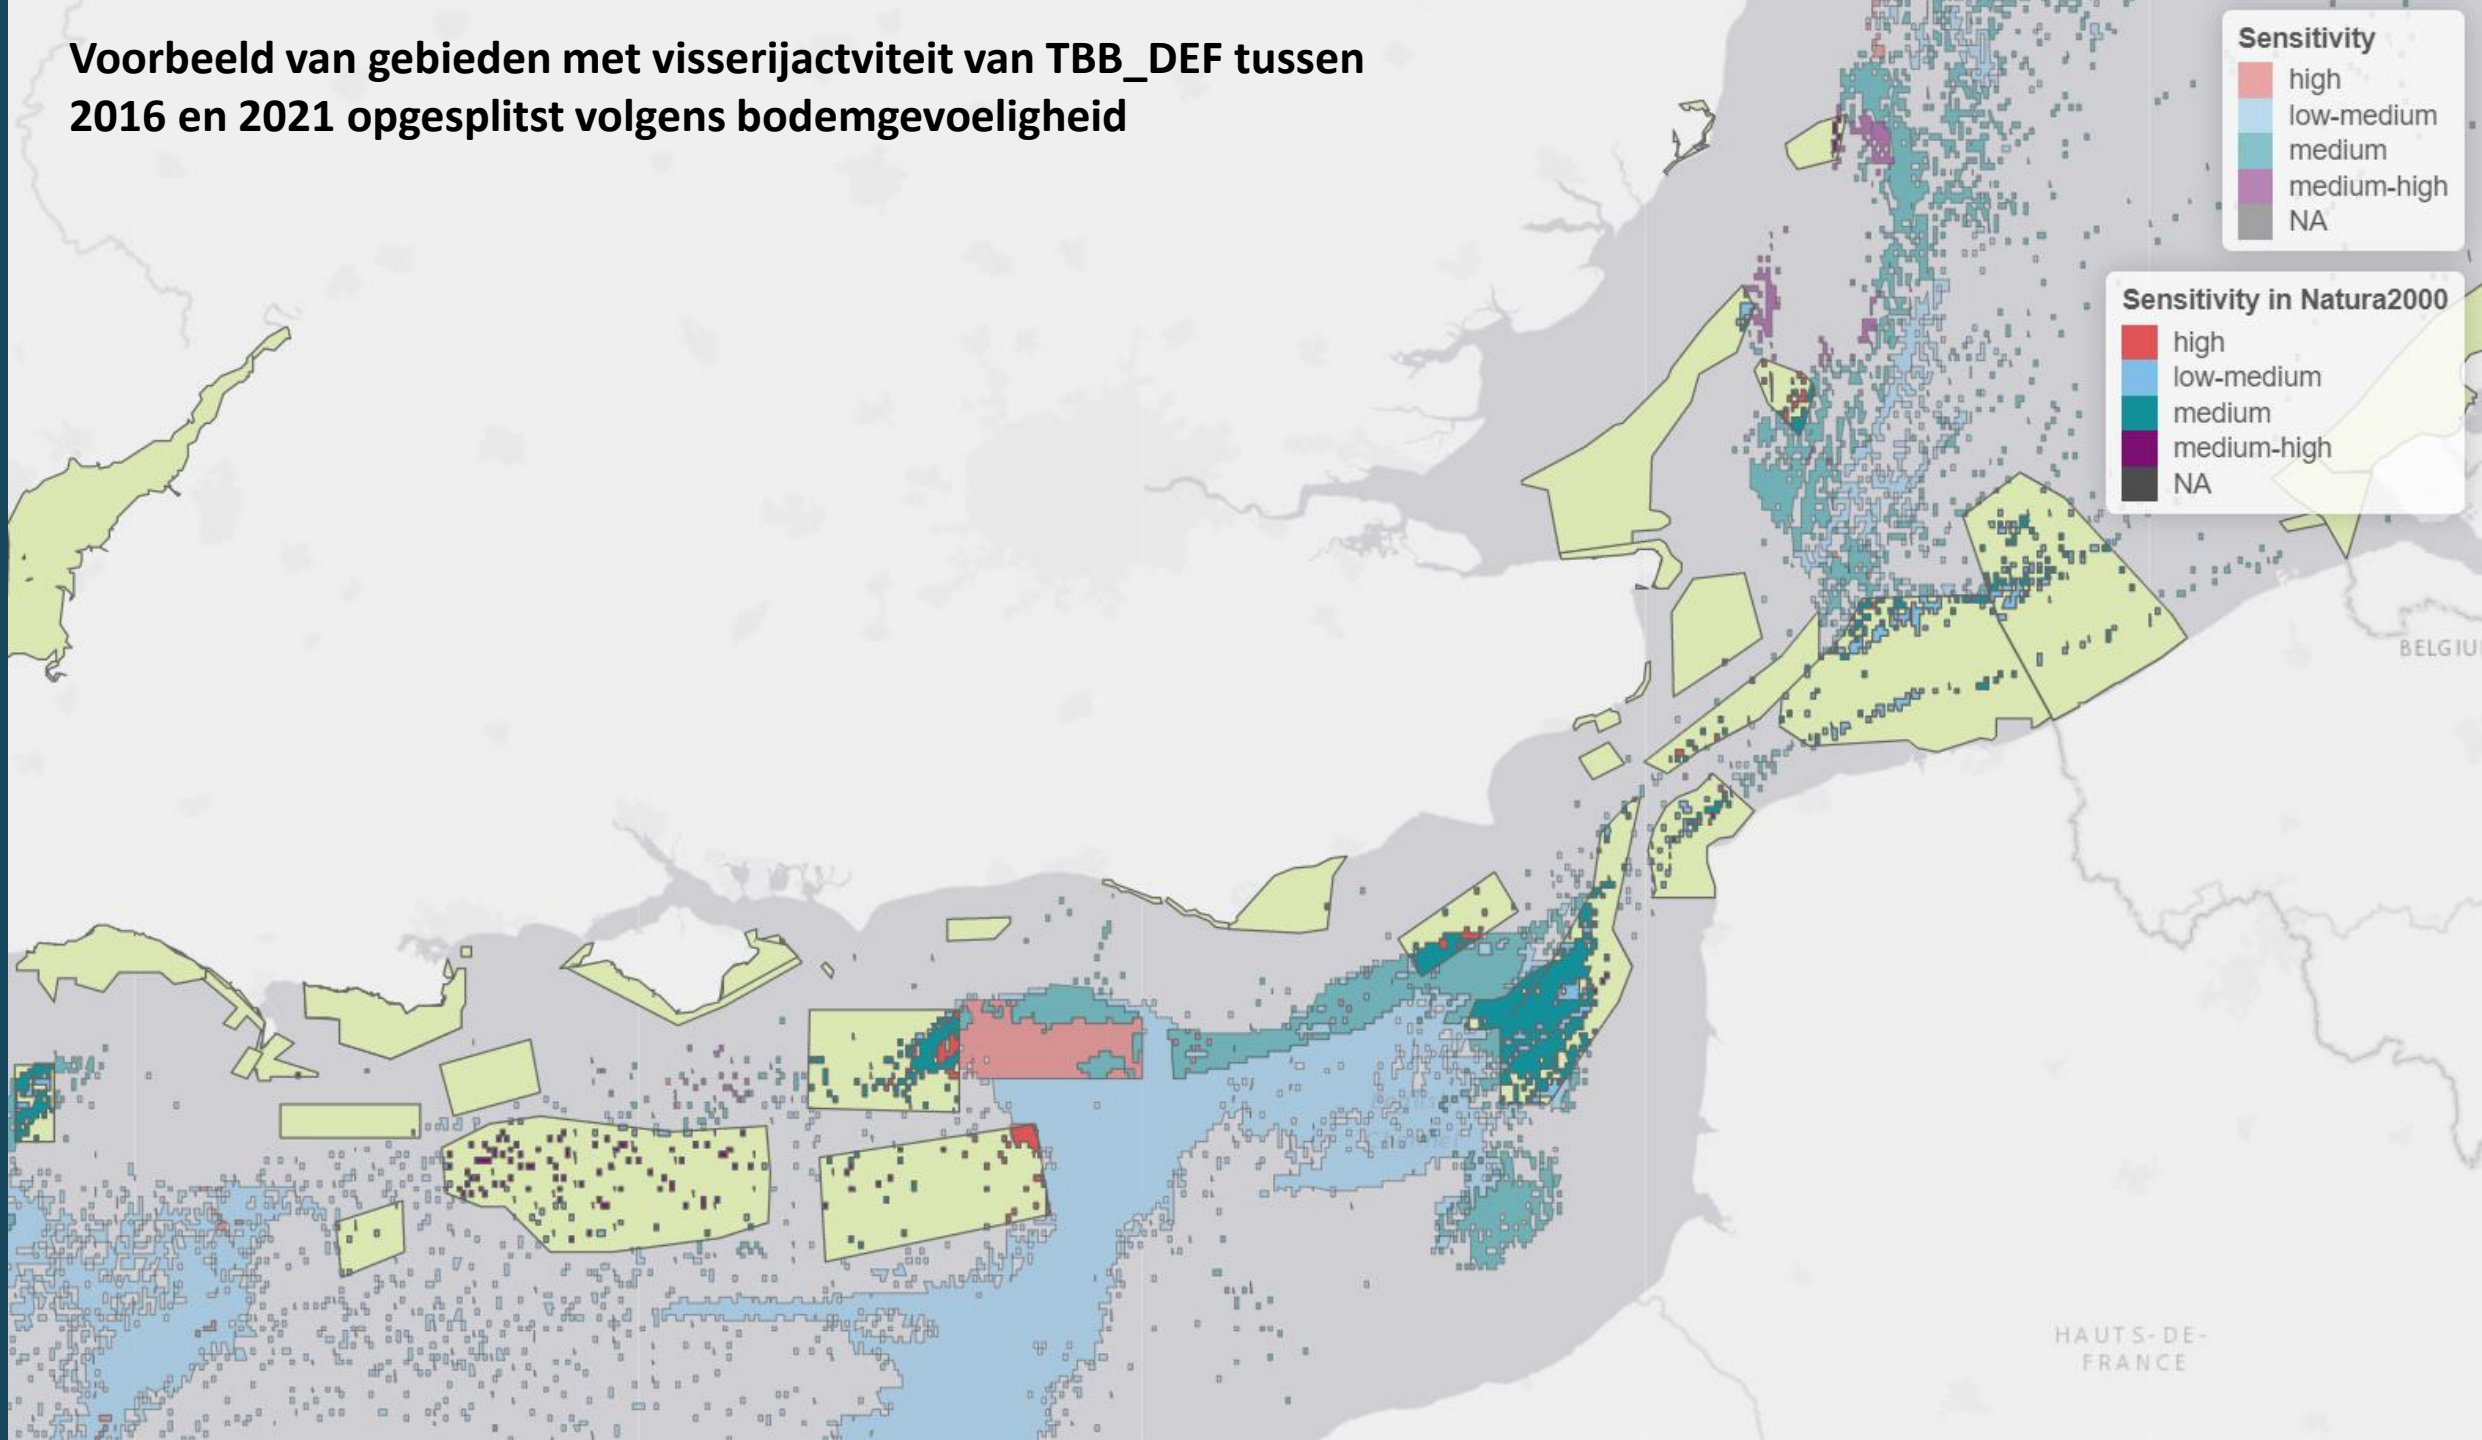 Voorbeeld van gebieden met visserijactviteit van TBB_DEF tussen
2016 en 2021 opgesplitst volgens bodemgevoeligheid
Sensitivity
high
low-medium
medium
medium-high
NA
Sensitivity in Natura2000
high
low-medium
medium
medium-high
NA
BELGIU
HAUTS-DE-
FRANCE